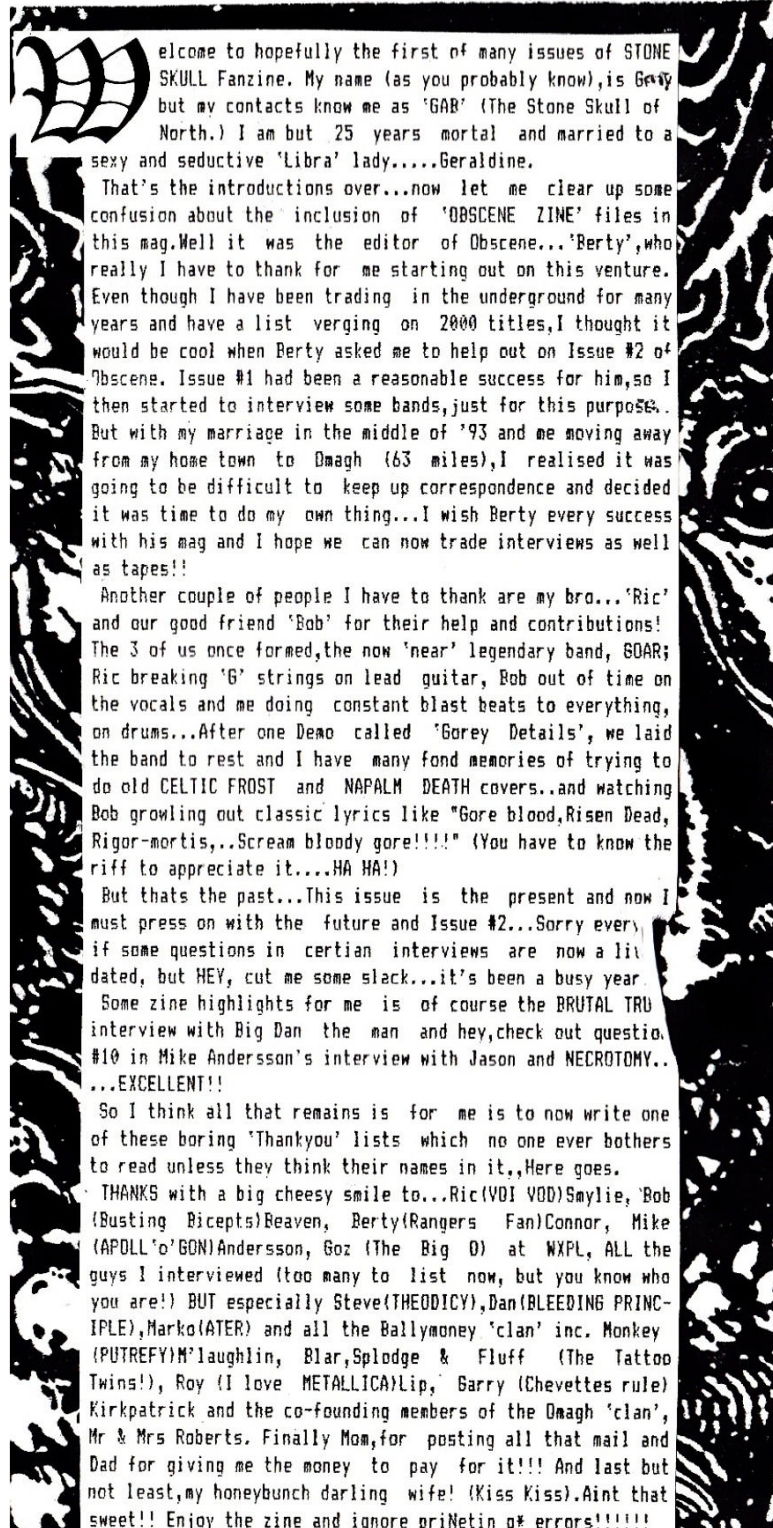 Welcome to hopefully the first of many issues of STONE
SKULL Fanzine. My name (as you probably know),is
but my contacts know me as 'GAB' (The Stone Skull of
North.) I am but 25 years mortal and married to a
sexy and seductive 'Libra' lady.....Geraldine.
That's the introductions over...now let me clear up some
confusion about the inclusion of 'OBSCENE ZINE' files in
this mag.Well it was the editor of Obscene...'Berty',who
really I have to thank for me starting out on this venture.
Even though I have been trading in the underground for many
years and have a list verging on 2000 titles,I thought it
would be cool when Berty asked me to help out on Issue #2 of
Obscene. Issue #1 had been a reasonable success for him,so I
then started to interview some bands,just for this purpose..
But with my marriage in the middle of '93 and me moving away
from my home town to Omagh (63 miles),I realised it was
going to be difficult to keep up correspondence and decided
it was time to do my own thing...I wish Berty every success
with his mag and I hope we can now trade interviews as well
as tapes!!
Another couple of people I have to thank are my bro...'Ric'
and our good friend 'Bob' for their help and contributions!
The 3 of us once formed,the now 'near' legendary band, GOAR;
Ric breaking 'G' strings on lead guitar, Bob out of time on
the vocals and me doing constant blast beats to everything,
on drums...After one Demo called 'Gorey Details', we laid
the band to rest and I have many fond memories of trying to
do old CELTIC FROST and NAPALM DEATH covers..and watching
Bob growling out classic lyrics like "Gore blood,Risen Dead,
Rigor-mortis,..Scream bloody gore!!!!" (You have to know the
riff to appreciate it....HA HA!)
But thats the past...This issue is the present and now I
must press on with the future and Issue #2...Sorry every
if some questions in certian interviews are now a
dated, but HEY, cut me some slack...it's been a busy year
Some zine highlights for me is of course the BRUTAL TRU
interview with Big Dan the man and hey,check out questio
#10 in Mike Andersson's interview with Jason and NECROTOMY..
...EXCELLENT!!
So I think all that remains is for me is to now write one
of these boring 'Thankyou' lists which no one ever bothers
to read unless they think their names in it,,Here goes.
THANKS with a big cheesy smile to...Ric(VOI VOD)Smylie, 'Bob
(Busting Bicepts)Beaven, Berty(Rangers Fan)Connor, Mike
(APOLL'o'GON)Andersson, Goz (The Big O) at WXPL, ALL the
guys I interviewed (too many to list now, but you know who
you are!) BUT especially Steve(THEODICY),Dan(BLEEDING PRINC-
IPLE),Marko(ATER) and all the Ballymoney 'clan' inc. Monkey
(PUTREFY)M'laughlin, Blar,Splodge & Fluff (The Tattoo
Twins!), Roy (I love METALLICA)Lip, Garry (Chevettes rule)
Kirkpatrick and the co-founding members of the Omagh 'clan',
Mr & Mrs Roberts. Finally Mom,for posting all that mail and
Dad for giving me the money to pay for it!!! And last but
not least,my honeybunch darling wife! (Kiss Kiss).Aint that
sweet!! Enjoy the zine and ignore priNetin g* errors!!!!!!